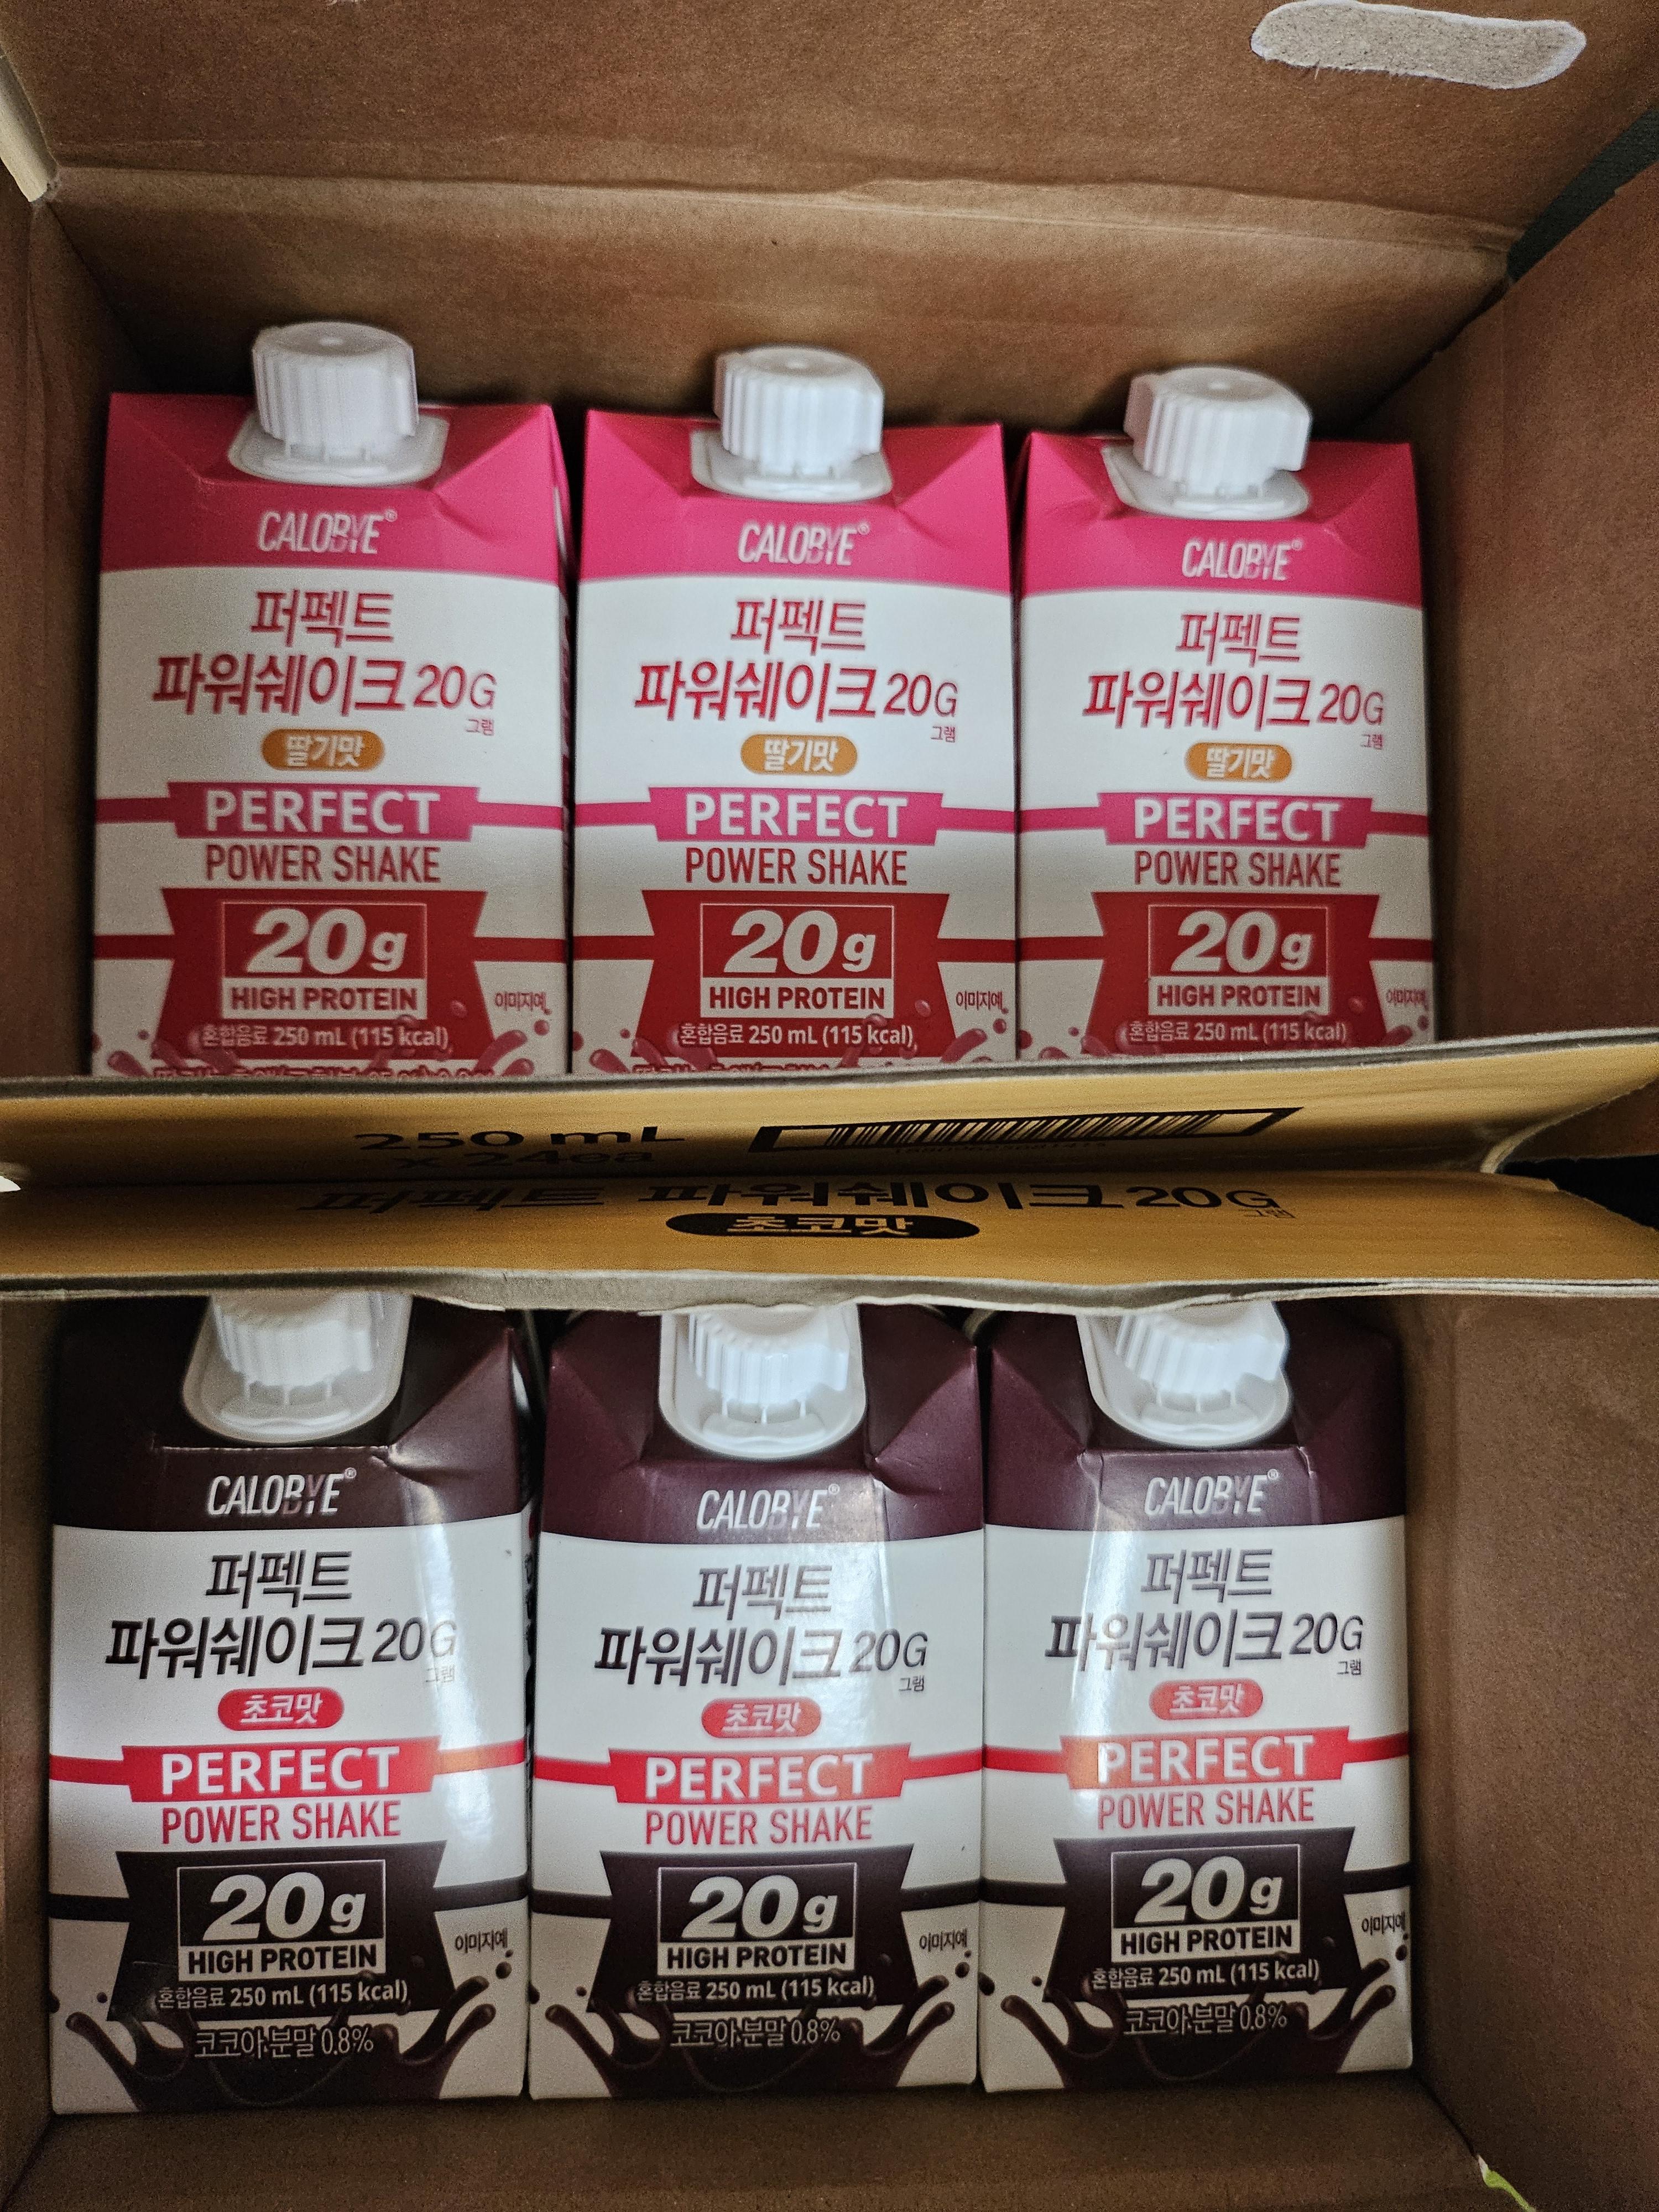 CALOBYE®
퍼펙트
파워쉐이크 20G
그램
딸기맛
PERFECT
POWER SHAKE
20g
HIGH PROTEIN
이미지예
혼합음료 250 mL (115 kcal)
CALOBYE®
퍼펙트
파워쉐이크 20G
그램
딸기맛
PERFECT
POWER SHAKE
20g
HIGH PROTEIN
이미지예
혼합음료 250 mL (115 kcal)
CALOBYE®
퍼펙트
파워쉐이크 20G
그램
딸기맛
PERFECT
POWER SHAKE
20g
HIGH PROTEIN
이미지예
혼합음료 250 mL (115 kcal)
250 mL
x 24ea
퍼펙트 파워쉐이크 20G
그램
초코맛
CALOBYE®
퍼펙트
파워쉐이크 20G
그램
초코맛
PERFECT
POWER SHAKE
20g
HIGH PROTEIN
이미지예
혼합음료 250 mL (115 kcal)
코코아분말 0.8%
CALOBYE®
퍼펙트
파워쉐이크 20G
그램
초코맛
PERFECT
POWER SHAKE
20g
HIGH PROTEIN
이미지예
혼합음료 250 mL (115 kcal)
코코아분말 0.8%
CALOBYE®
퍼펙트
파워쉐이크 20G
그램
초코맛
PERFECT
POWER SHAKE
20g
HIGH PROTEIN
이미지예
혼합음료 250 mL (115 kcal)
코코아분말 0.8%